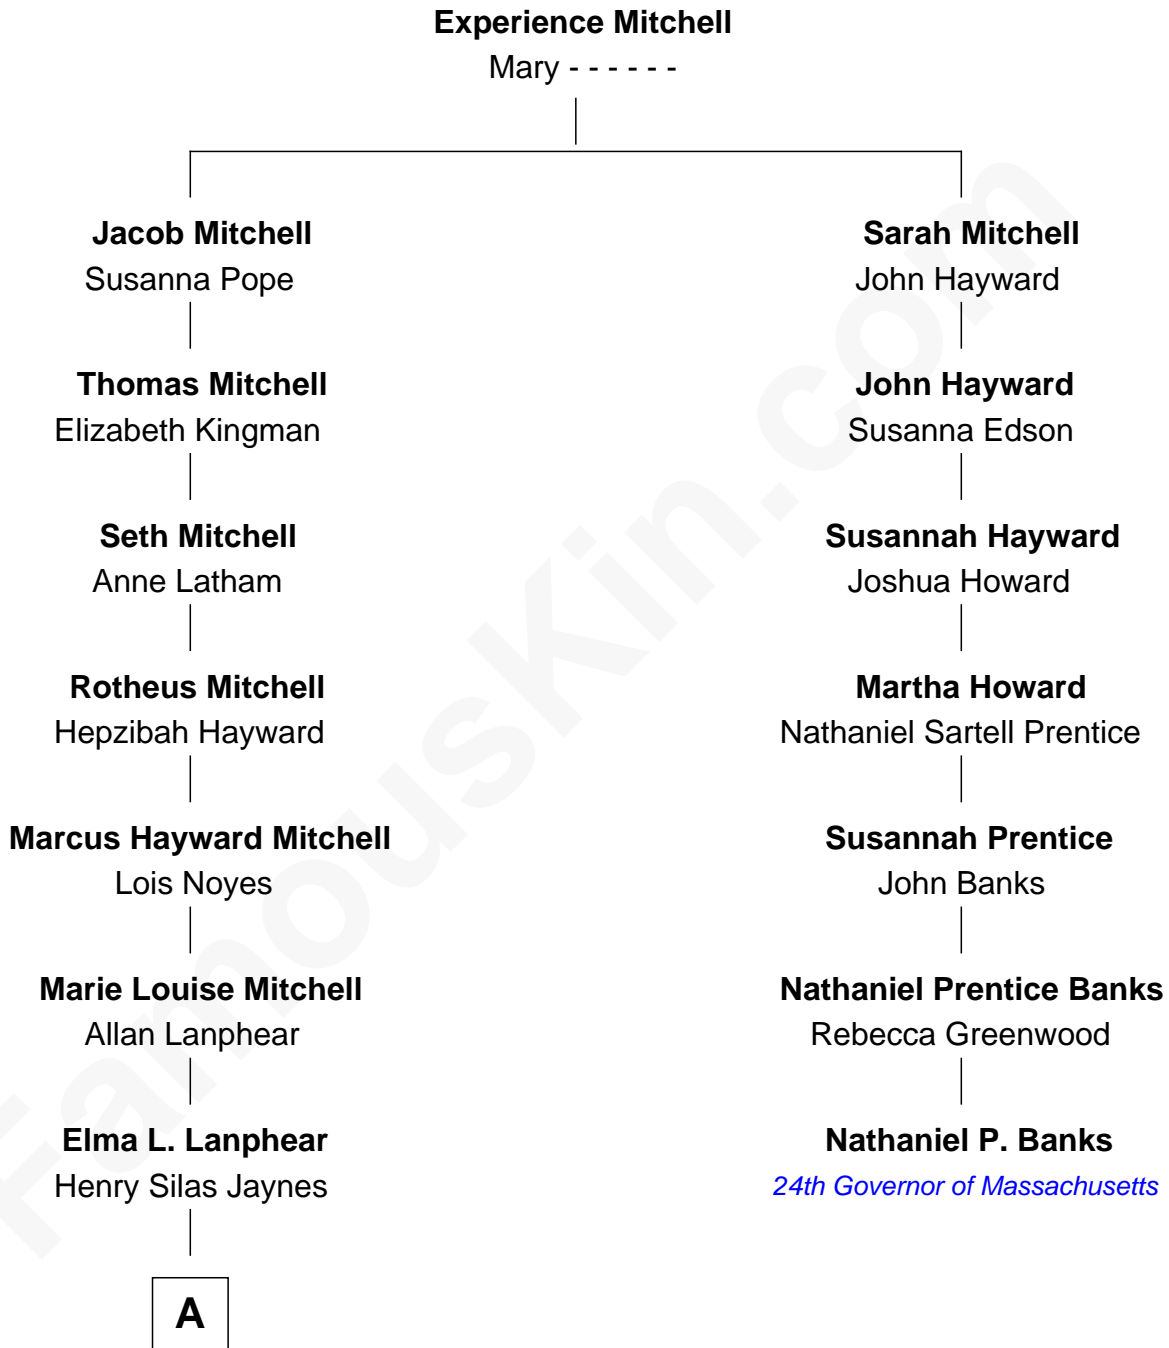 Experience Mitchell
Mary - - - - - -
Jacob Mitchell
Susanna Pope
Thomas Mitchell
Elizabeth Kingman
Seth Mitchell
Anne Latham
Rotheus Mitchell
Hepzibah Hayward
Marcus Hayward Mitchell
Lois Noyes
Marie Louise Mitchell
Allan Lanphear
Elma L. Lanphear
Henry Silas Jaynes
A
Sarah Mitchell
John Hayward
John Hayward
Susanna Edson
Susannah Hayward
Joshua Howard
Martha Howard
Nathaniel Sartell Prentice
Susannah Prentice
John Banks
Nathaniel Prentice Banks
Rebecca Greenwood
Nathaniel P. Banks
24th Governor of Massachusetts
FamousKin.com